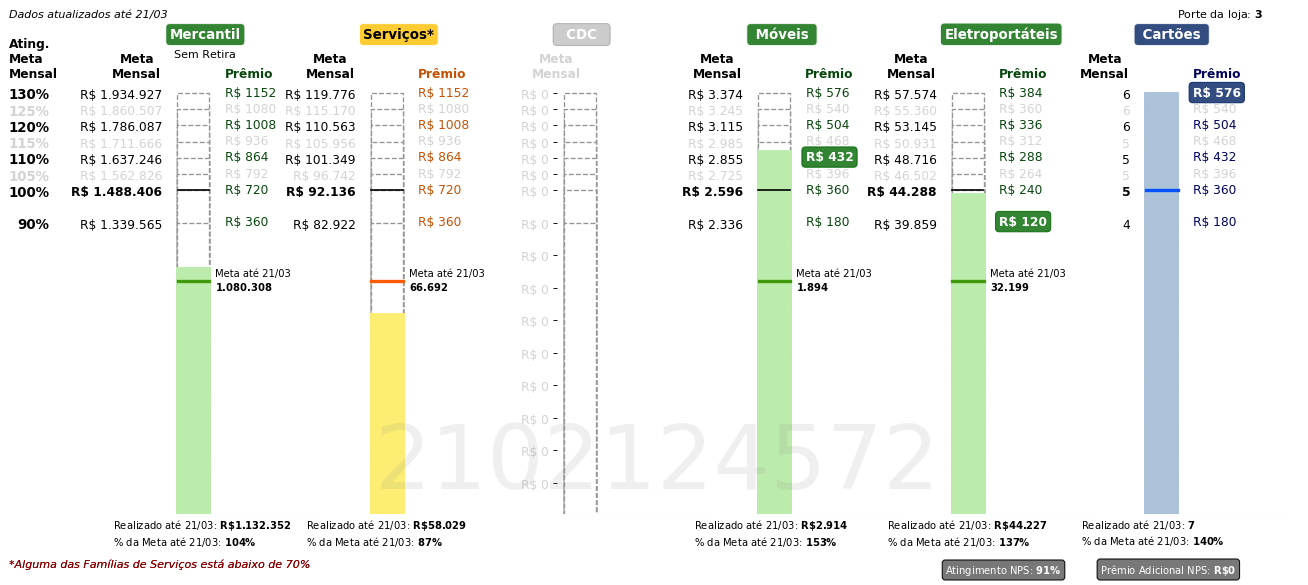 Dados atualizados até 21/03
Porte da loja: 3
Mercantil Serviços* CDC Móveis Eletroportáteis Cartões
Sem Retira
Ating. Meta Mensal
Meta Mensal Prêmio Meta Mensal Prêmio Meta Mensal Meta Mensal Prêmio Meta Mensal Prêmio Meta Mensal Prêmio
130% R$ 1.934.927 R$ 1152 R$ 119.776 R$ 1152 R$ 0 R$ 3.374 R$ 576 R$ 57.574 R$ 384 6 R$ 576
125% R$ 1.860.507 R$ 1080 R$ 115.170 R$ 1080 R$ 0 R$ 3.245 R$ 540 R$ 55.360 R$ 360 6 R$ 540
120% R$ 1.786.087 R$ 1008 R$ 110.563 R$ 1008 R$ 0 R$ 3.115 R$ 504 R$ 53.145 R$ 336 6 R$ 504
115% R$ 1.711.666 R$ 936 R$ 105.956 R$ 936 R$ 0 R$ 2.985 R$ 468 R$ 50.931 R$ 312 5 R$ 468
110% R$ 1.637.246 R$ 864 R$ 101.349 R$ 864 R$ 0 R$ 2.855 R$ 432 R$ 48.716 R$ 288 5 R$ 432
105% R$ 1.562.826 R$ 792 R$ 96.742 R$ 792 R$ 0 R$ 2.725 R$ 396 R$ 46.502 R$ 264 5 R$ 396
100% R$ 1.488.406 R$ 720 R$ 92.136 R$ 720 R$ 0 R$ 2.596 R$ 360 R$ 44.288 R$ 240 5 R$ 360
90% R$ 1.339.565 R$ 360 R$ 82.922 R$ 360 R$ 0 R$ 2.336 R$ 180 R$ 39.859 R$ 120 4 R$ 180
R$ 0
Meta até 21/03 Meta até 21/03 Meta até 21/03 Meta até 21/03
1.080.308 66.692 R$ 0 1.894 32.199
R$ 0
R$ 0
R$ 0
R$ 0
R$ 0
R$ 0
2102124572
Realizado até 21/03: R$1.132.352 Realizado até 21/03: R$58.029 Realizado até 21/03: R$2.914 Realizado até 21/03: R$44.227 Realizado até 21/03: 7
% da Meta até 21/03: 104% % da Meta até 21/03: 87% % da Meta até 21/03: 153% % da Meta até 21/03: 137% % da Meta até 21/03: 140%
*Alguma das Famílias de Serviços está abaixo de 70%
Atingimento NPS: 91% Prêmio Adicional NPS: R$0